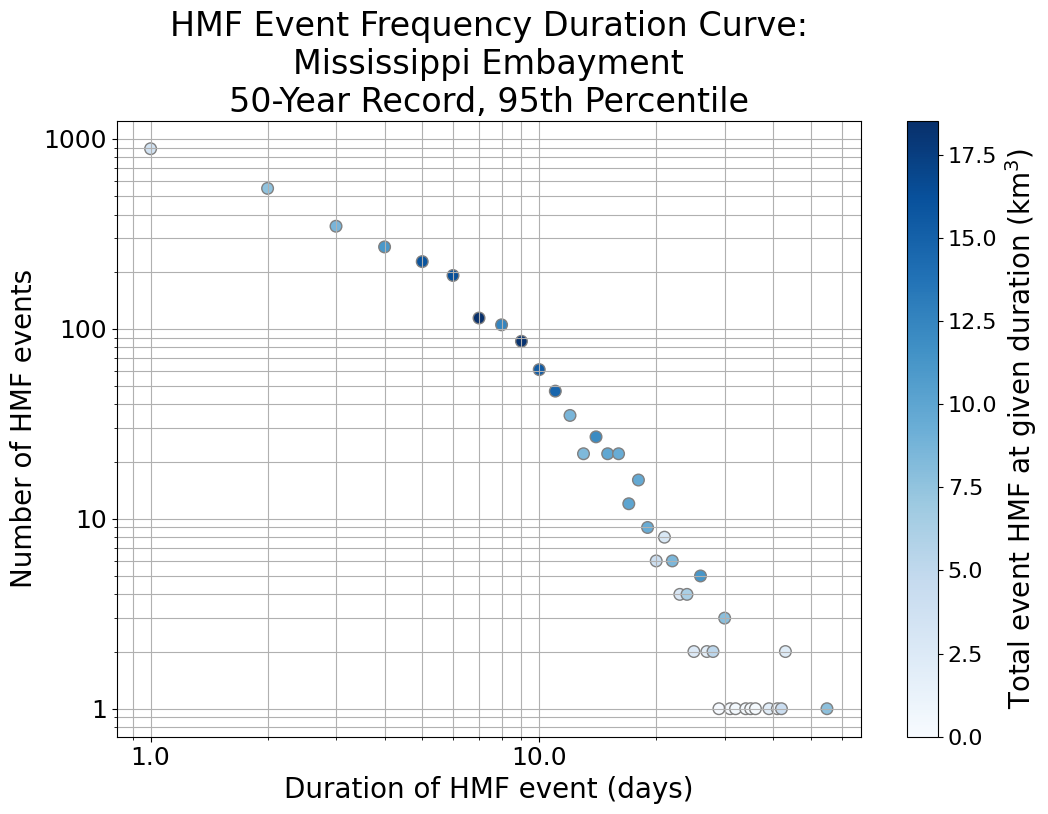 HMF Event Frequency Duration Curve:
Mississippi Embayment
50-Year Record, 95th Percentile
Number of HMF events
1000
100
10
1
1.0
10.0
Duration of HMF event (days)
17.5
15.0
12.5
10.0
7.5
5.0
2.5
0.0
Total event HMF at given duration (km³)